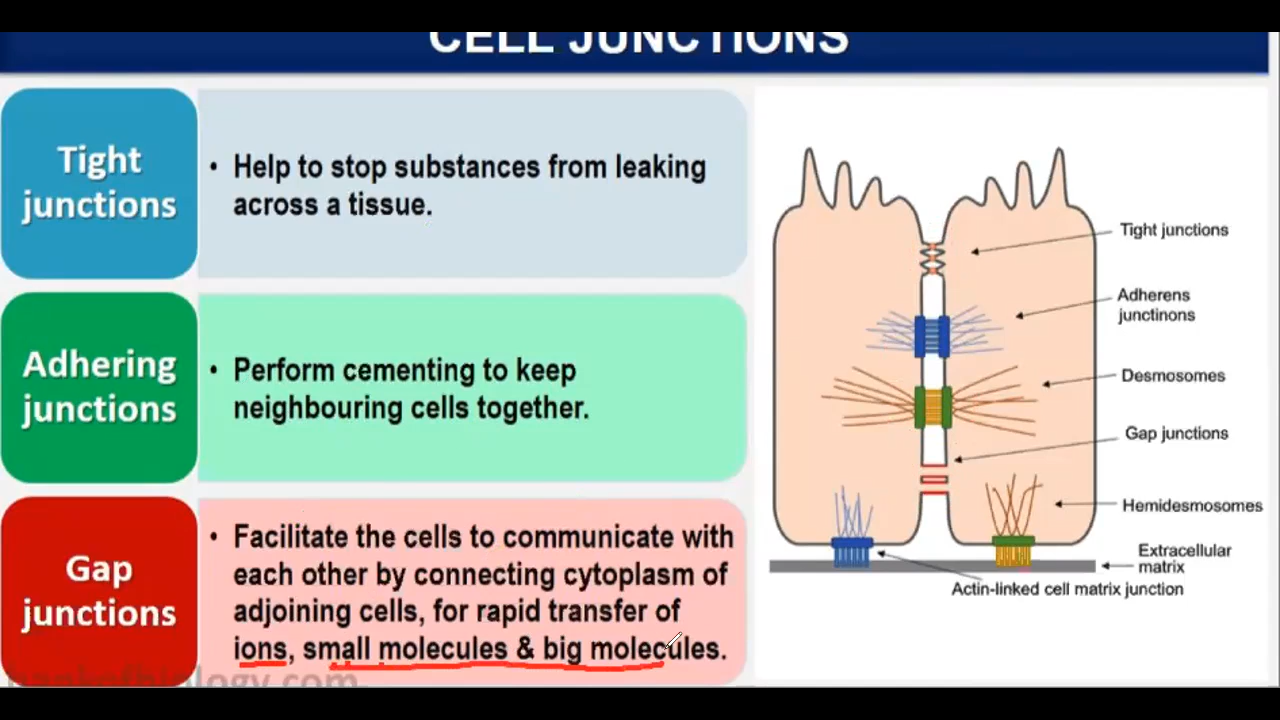 CELL JUNCTIONS
Tight
junctions
• Help to stop substances from leaking
across a tissue.
Adhering
junctions
• Perform cementing to keep
neighbouring cells together.
Gap
junctions
• Facilitate the cells to communicate with
each other by connecting cytoplasm of
adjoining cells, for rapid transfer of
ions, small molecules & big molecules.
bankofbiology.com
Tight junctions
Adherens
junctinons
Desmosomes
Gap junctions
Hemidesmosomes
Extracellular
matrix
Actin-linked cell matrix junction